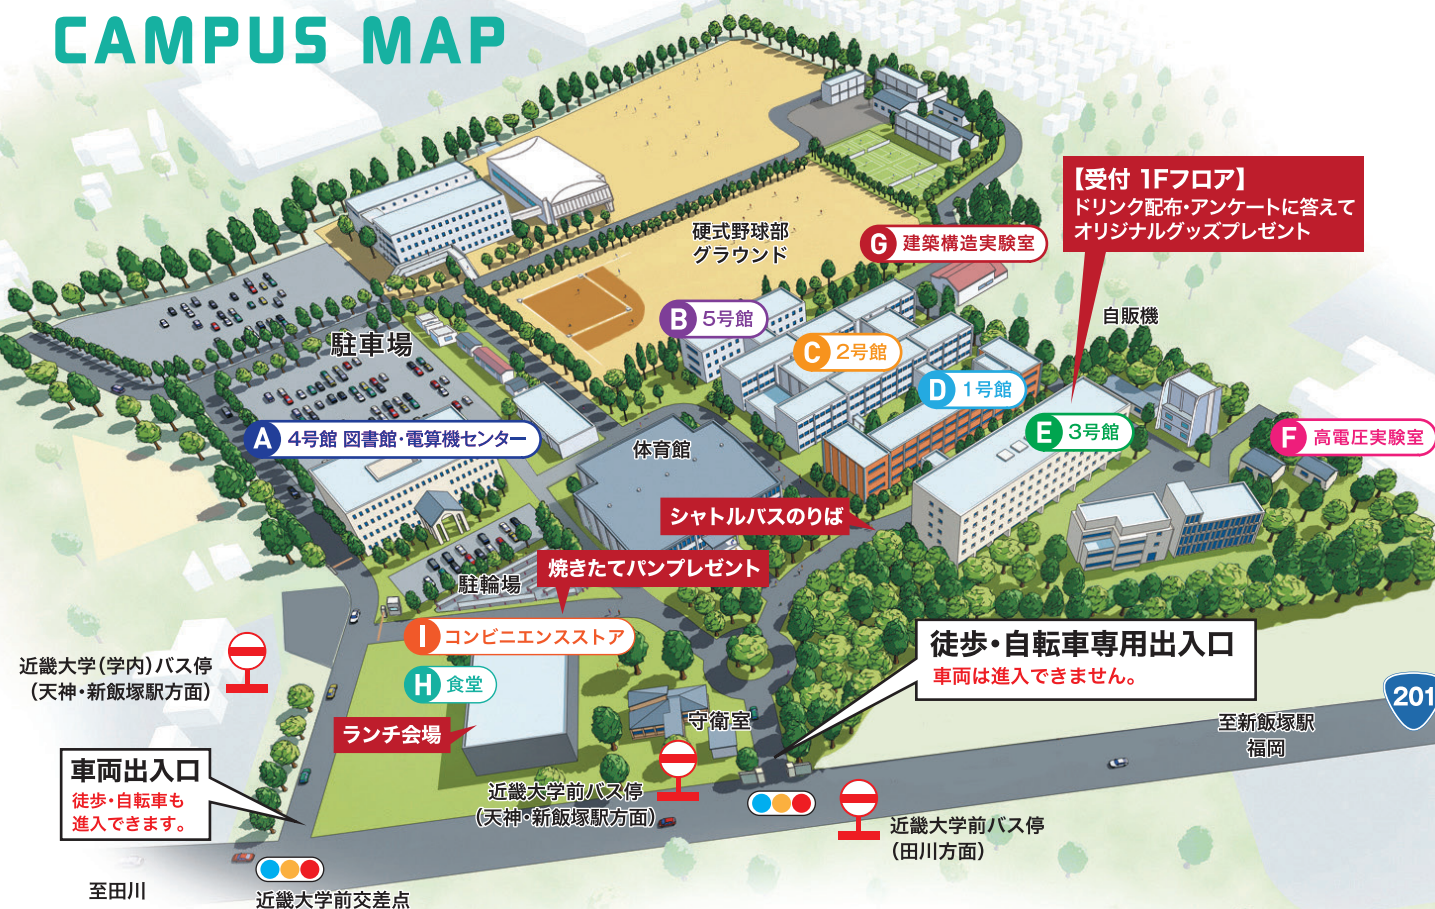 CAMPUS MAP
【受付 1Fフロア】
ドリンク配布・アンケートに答えて
オリジナルグッズプレゼント
硬式野球部
グラウンド
G 建築構造実験室
自販機
B 5号館
駐車場
C 2号館
D 1号館
A 4号館 図書館・電算機センター
体育館
E 3号館
F 高電圧実験室
シャトルバスのりば
焼きたてパンプレゼント
駐輪場
I コンビニエンスストア
徒歩・自転車専用出入口
車両は進入できません。
近畿大学(学内)バス停
(天神・新飯塚駅方面)
H 食堂
201
ランチ会場
守衛室
至新飯塚駅
福岡
車両出入口
徒歩・自転車も
進入できます。
近畿大学前バス停
(天神・新飯塚駅方面)
近畿大学前バス停
(田川方面)
至田川
近畿大学前交差点